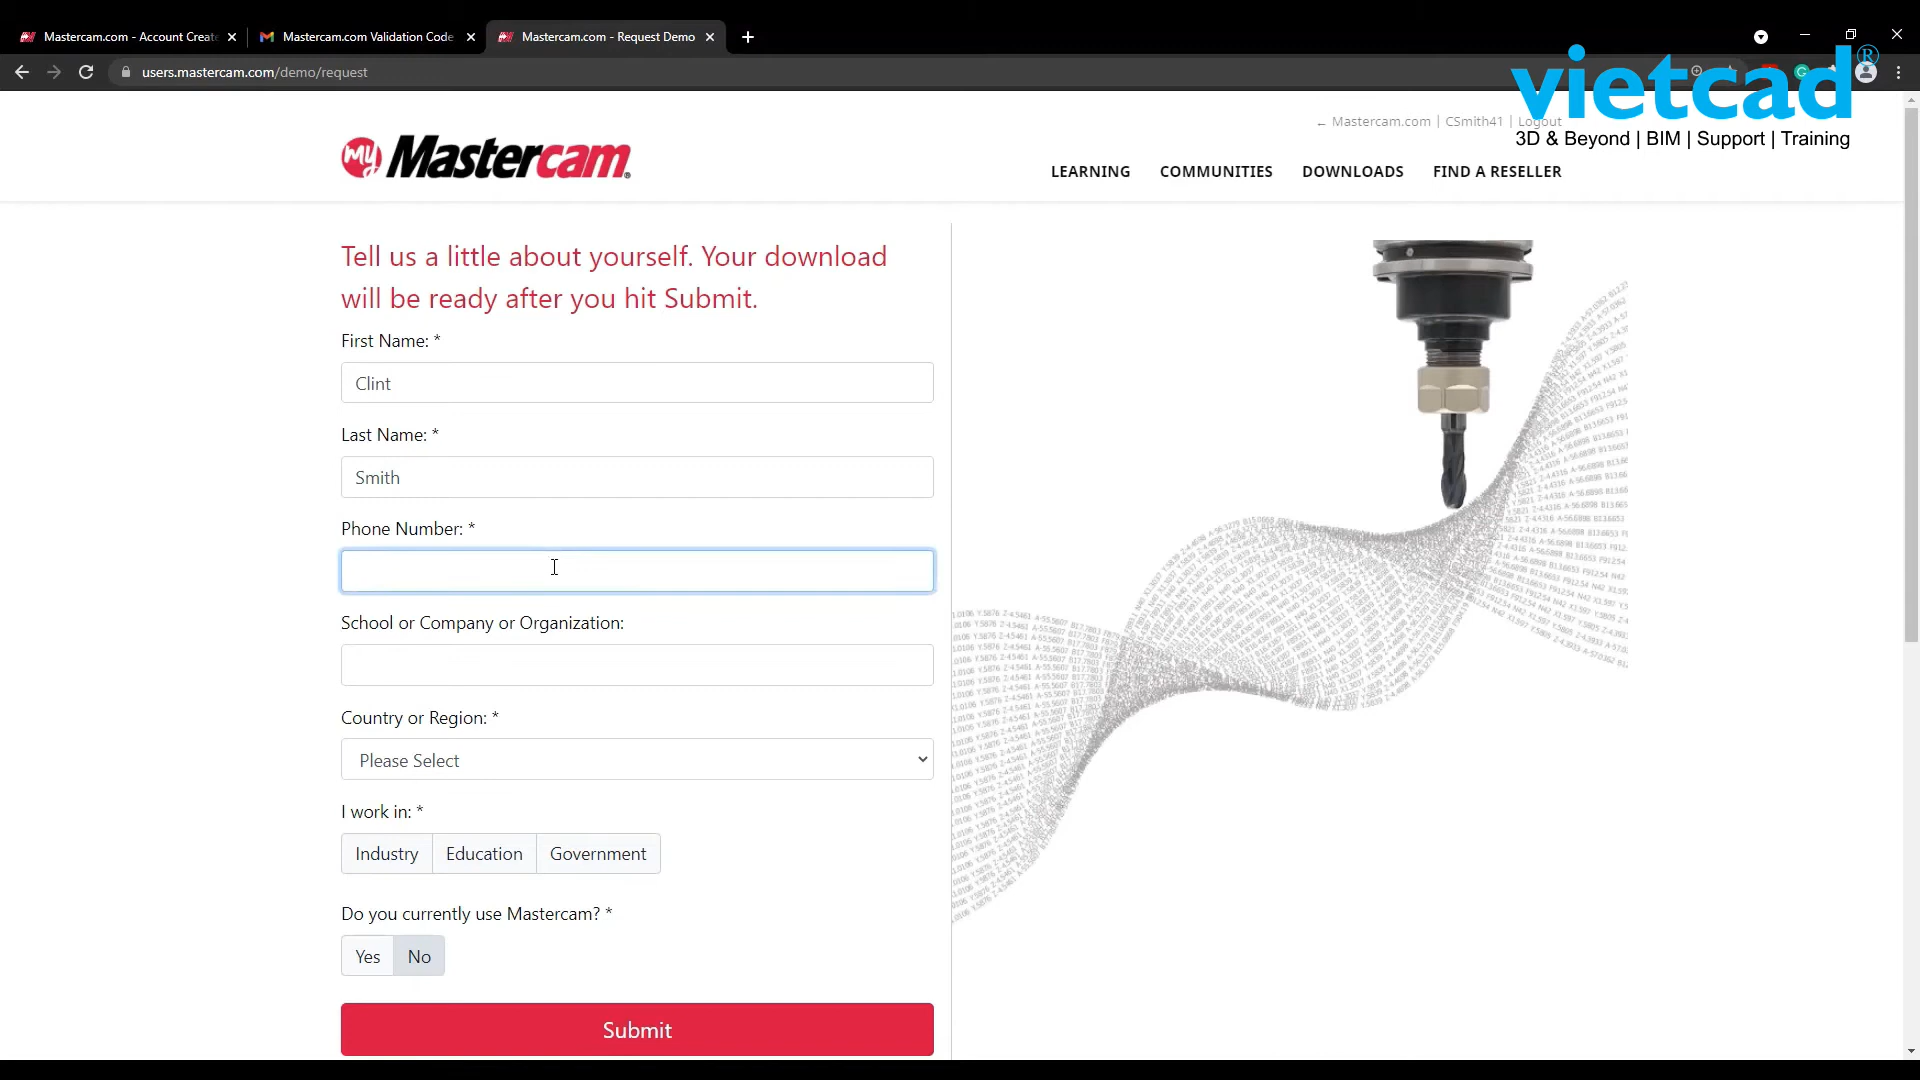 Mastercam.com - Account Create
Mastercam.com Validation Code
Mastercam.com - Request Demo
users.mastercam.com/demo/request
vietcad®
3D & Beyond | BIM | Support | Training
← Mastercam.com | CSmith41 | Logout
my Mastercam®
LEARNING COMMUNITIES DOWNLOADS FIND A RESELLER
Tell us a little about yourself. Your download
will be ready after you hit Submit.
First Name: *
Clint
Last Name: *
Smith
Phone Number: *
School or Company or Organization:
Country or Region: *
Please Select
I work in: *
Industry Education Government
Do you currently use Mastercam? *
Yes No
Submit